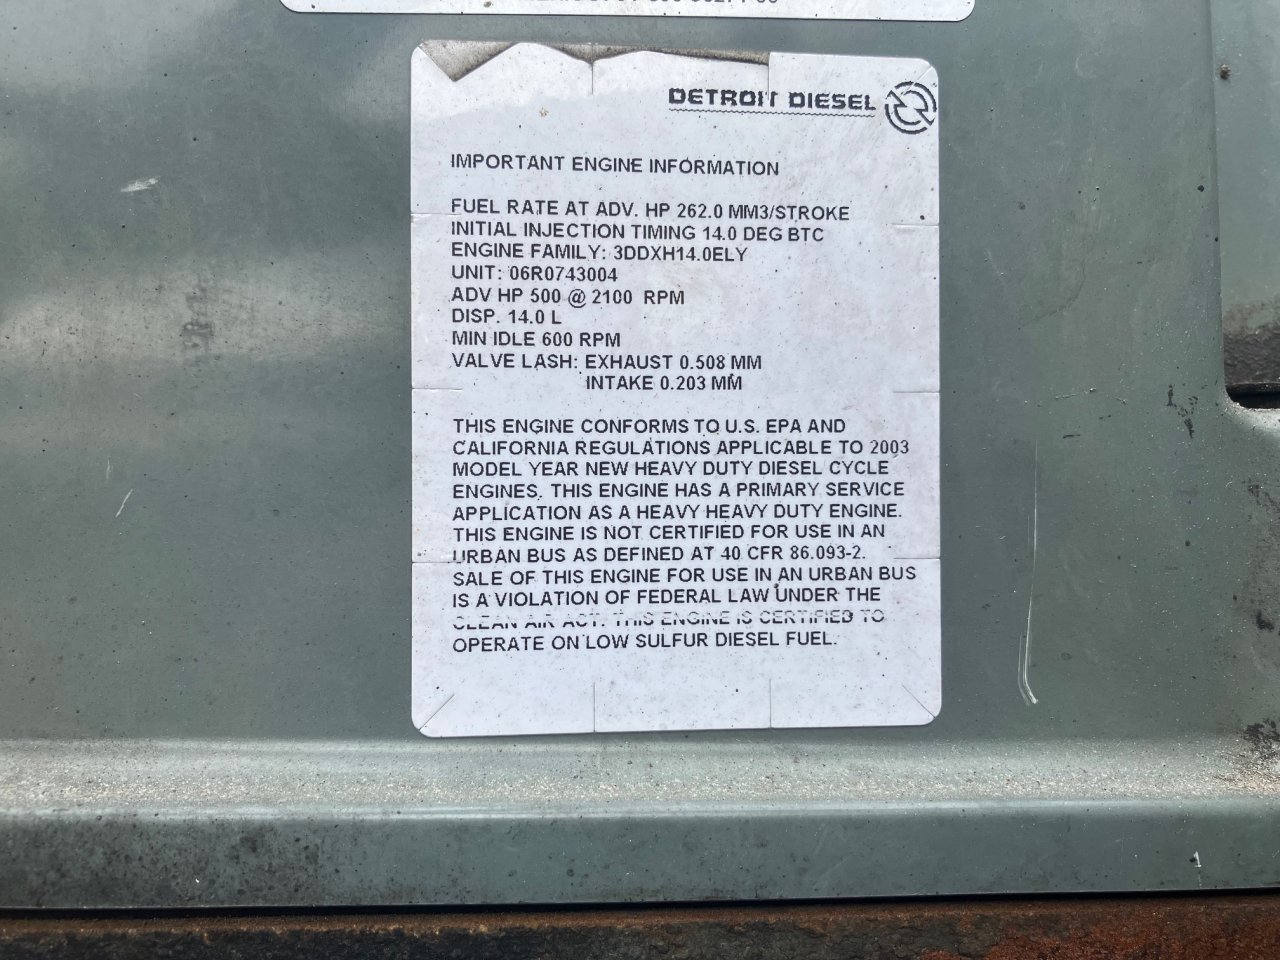 DETROIT DIESEL
IMPORTANT ENGINE INFORMATION
FUEL RATE AT ADV. HP 262.0 MM3/STROKE
INITIAL INJECTION TIMING 14.0 DEG BTC
ENGINE FAMILY: 3DDXH14.0ELY
UNIT: 06R0743004
ADV HP 500 @ 2100 RPM
DISP. 14.0 L
MIN IDLE 600 RPM
VALVE LASH: EXHAUST 0.508 MM
INTAKE 0.203 MM
THIS ENGINE CONFORMS TO U.S. EPA AND
CALIFORNIA REGULATIONS APPLICABLE TO 2003
MODEL YEAR NEW HEAVY DUTY DIESEL CYCLE
ENGINES. THIS ENGINE HAS A PRIMARY SERVICE
APPLICATION AS A HEAVY HEAVY DUTY ENGINE.
THIS ENGINE IS NOT CERTIFIED FOR USE IN AN
URBAN BUS AS DEFINED AT 40 CFR 86.093-2.
SALE OF THIS ENGINE FOR USE IN AN URBAN BUS
IS A VIOLATION OF FEDERAL LAW UNDER THE
CLEAN AIR ACT. THIS ENGINE IS CERTIFIED TO
OPERATE ON LOW SULFUR DIESEL FUEL.